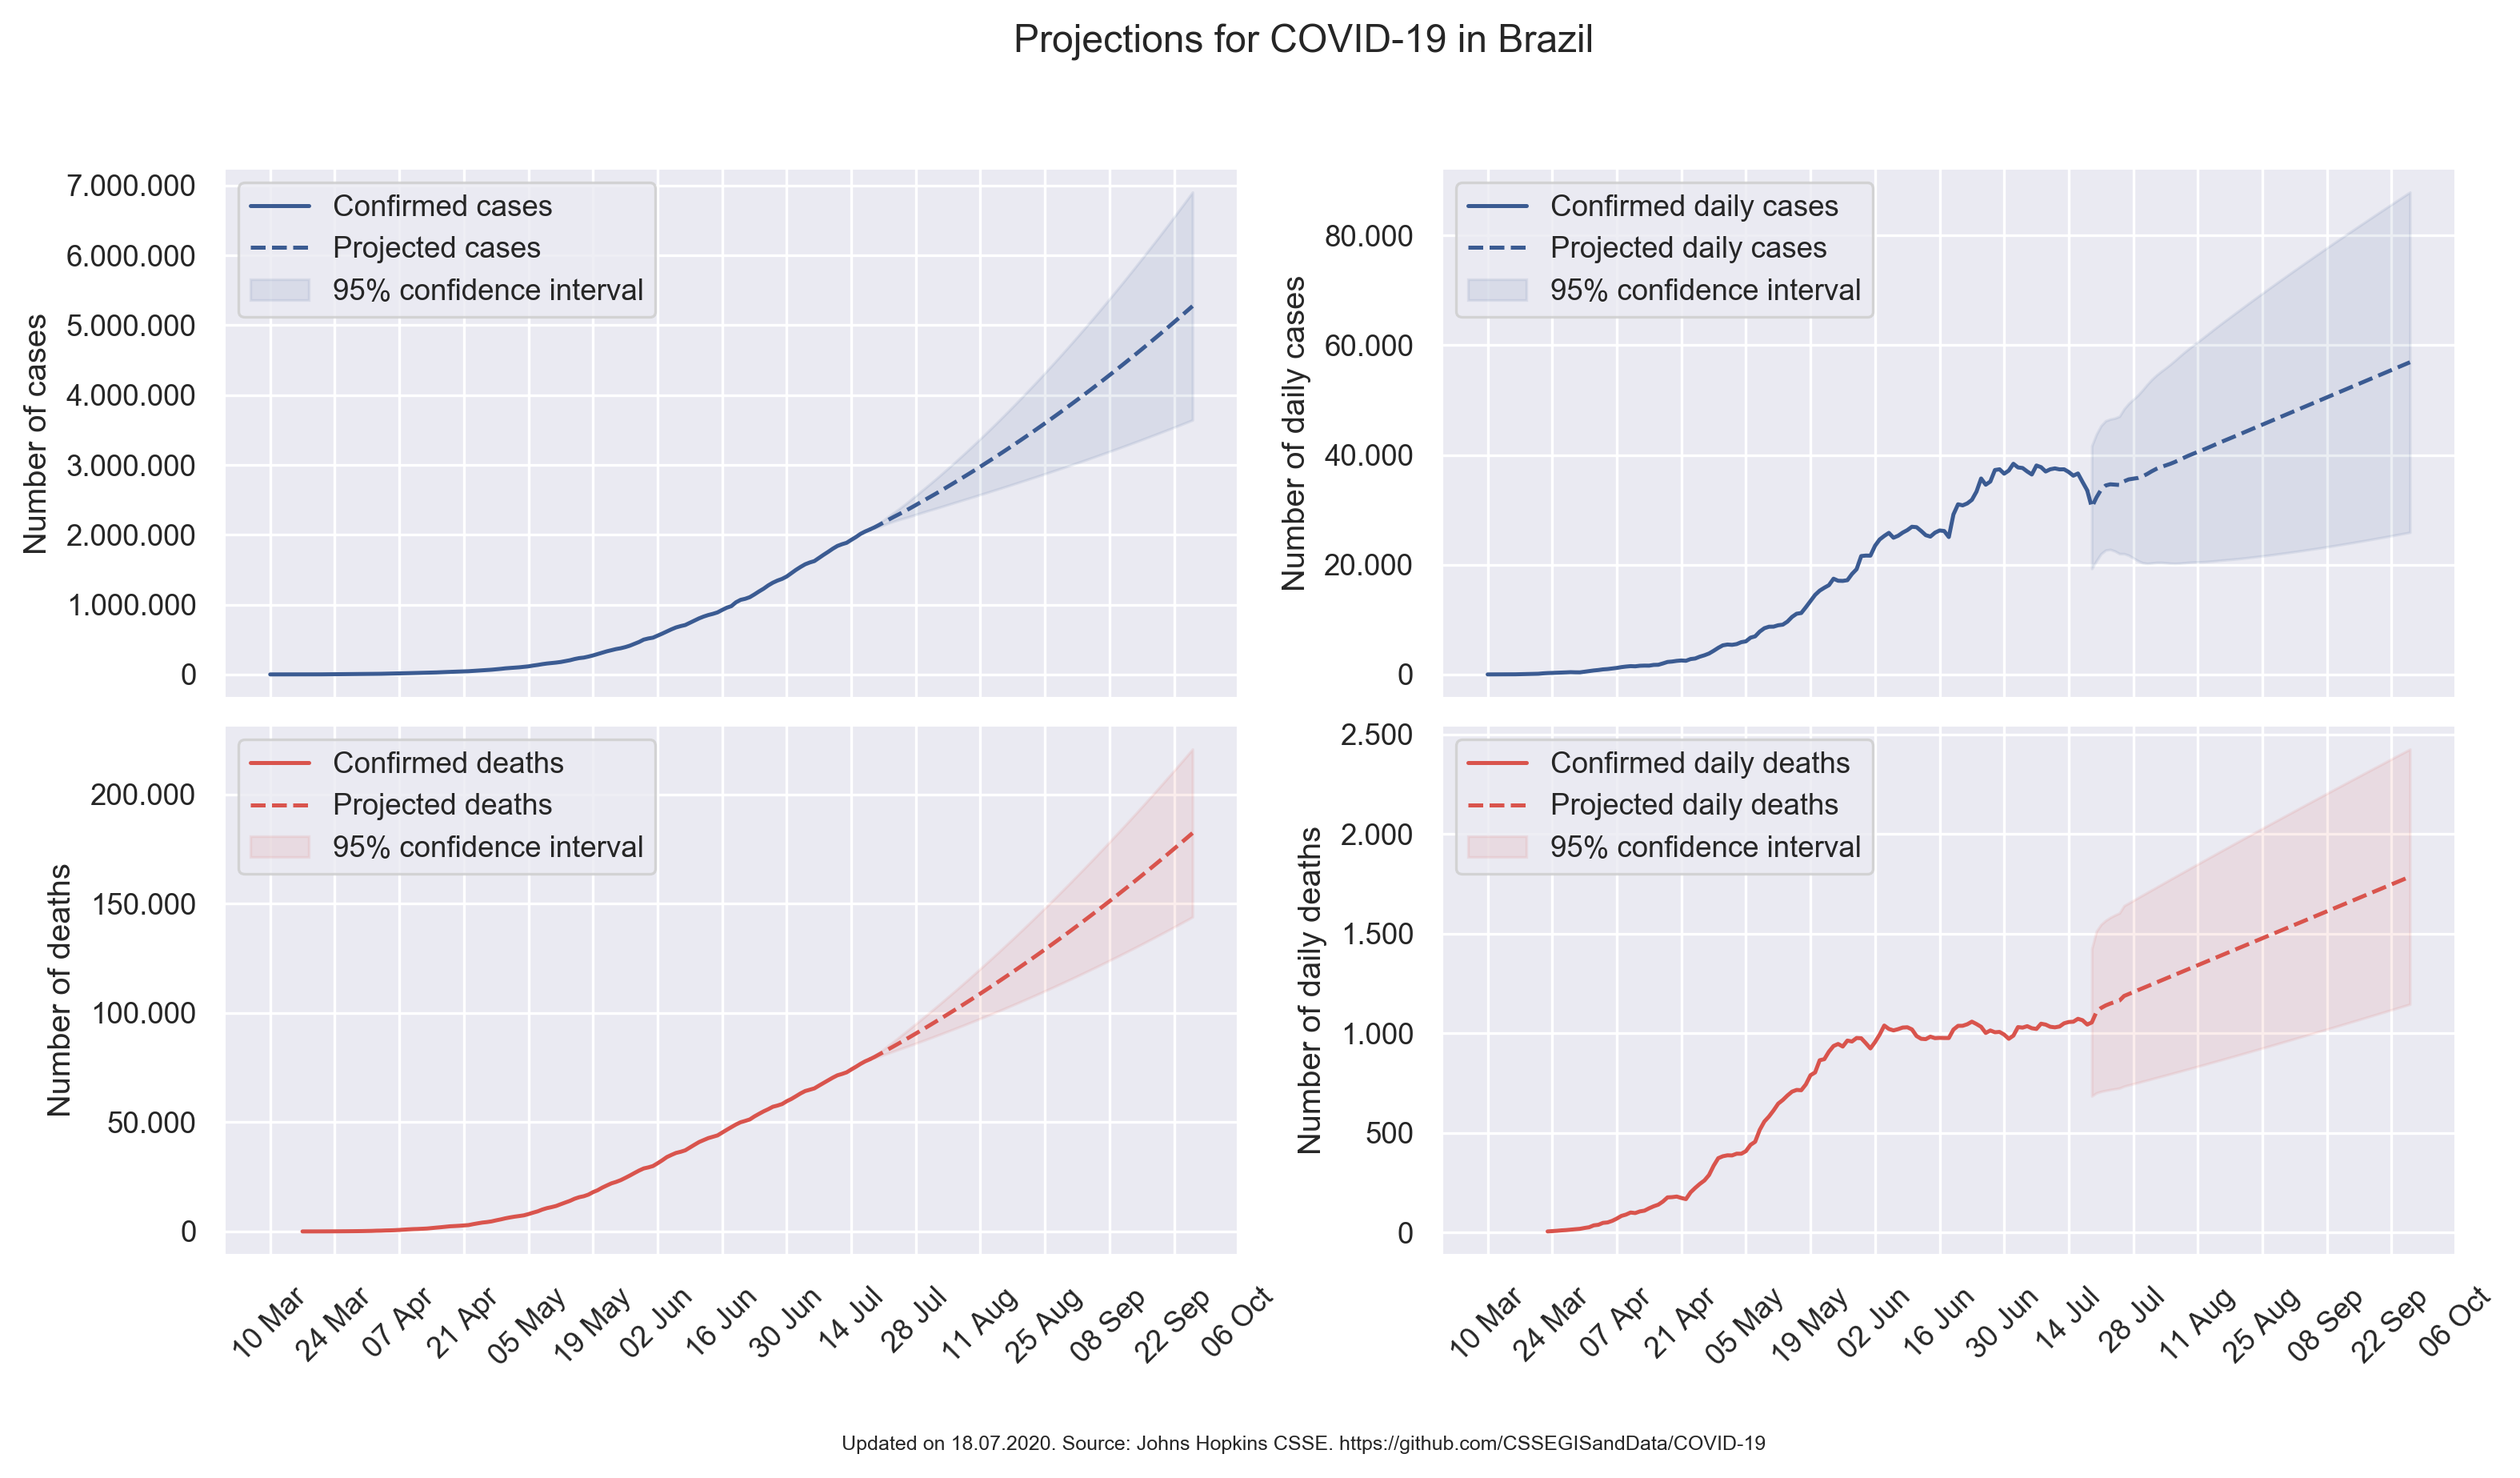 Projections for COVID-19 in Brazil
Number of cases
7.000.000
6.000.000
5.000.000
4.000.000
3.000.000
2.000.000
1.000.000
0
Confirmed cases
Projected cases
95% confidence interval
Number of daily cases
80.000
60.000
40.000
20.000
0
Confirmed daily cases
Projected daily cases
95% confidence interval
Number of deaths
200.000
150.000
100.000
50.000
0
Confirmed deaths
Projected deaths
95% confidence interval
10 Mar
24 Mar
07 Apr
21 Apr
05 May
19 May
02 Jun
16 Jun
30 Jun
14 Jul
28 Jul
11 Aug
25 Aug
08 Sep
22 Sep
06 Oct
Number of daily deaths
2.500
2.000
1.500
1.000
500
0
Confirmed daily deaths
Projected daily deaths
95% confidence interval
10 Mar
24 Mar
07 Apr
21 Apr
05 May
19 May
02 Jun
16 Jun
30 Jun
14 Jul
28 Jul
11 Aug
25 Aug
08 Sep
22 Sep
06 Oct
Updated on 18.07.2020. Source: Johns Hopkins CSSE. https://github.com/CSSEGISandData/COVID-19